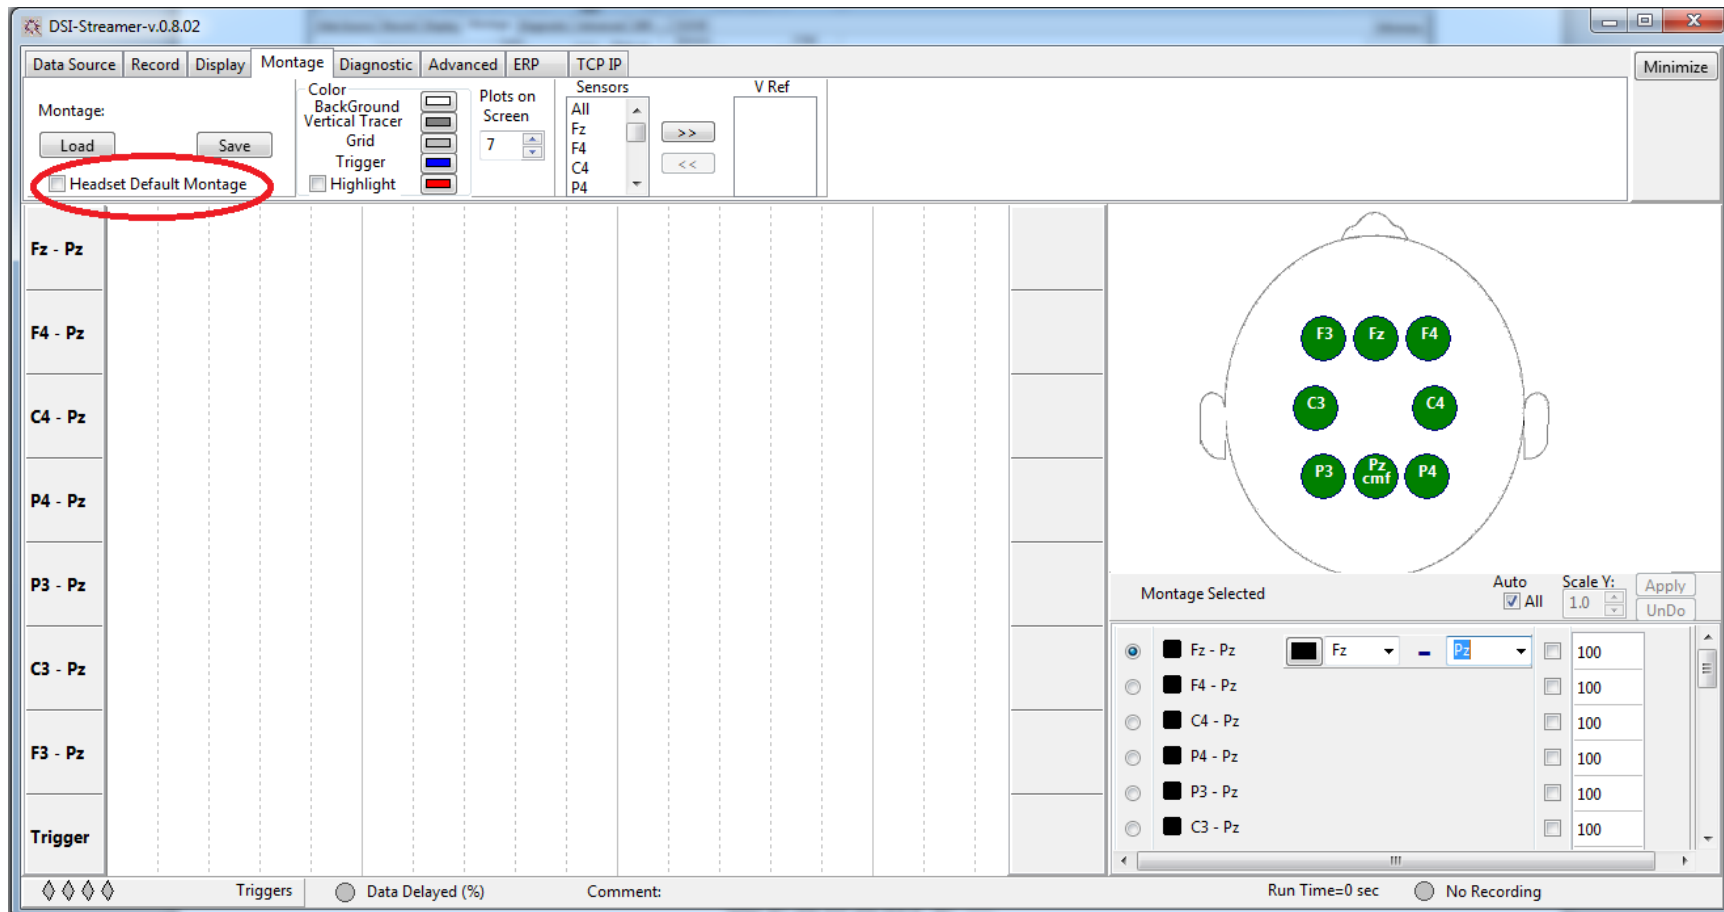 DSI-Streamer-v.0.8.02
Data Source Record Display Montage Diagnostic Advanced ERP TCP IP
Minimize
Montage:
Load Save
Headset Default Montage
Color
BackGround
Vertical Tracer
Grid
Trigger
Highlight
Plots on
Screen
7
Sensors
All
Fz
F4
C4
P4
>>
<<
V Ref
Fz - Pz
F4 - Pz
C4 - Pz
P4 - Pz
P3 - Pz
C3 - Pz
F3 - Pz
Trigger
F3 Fz F4
C3 C4
P3 Pz cmf P4
Montage Selected
Auto
All
Scale Y:
1.0
Apply
UnDo
Fz - Pz Fz - Pz 100
F4 - Pz 100
C4 - Pz 100
P4 - Pz 100
P3 - Pz 100
C3 - Pz 100
Triggers Data Delayed (%) Comment: Run Time=0 sec No Recording